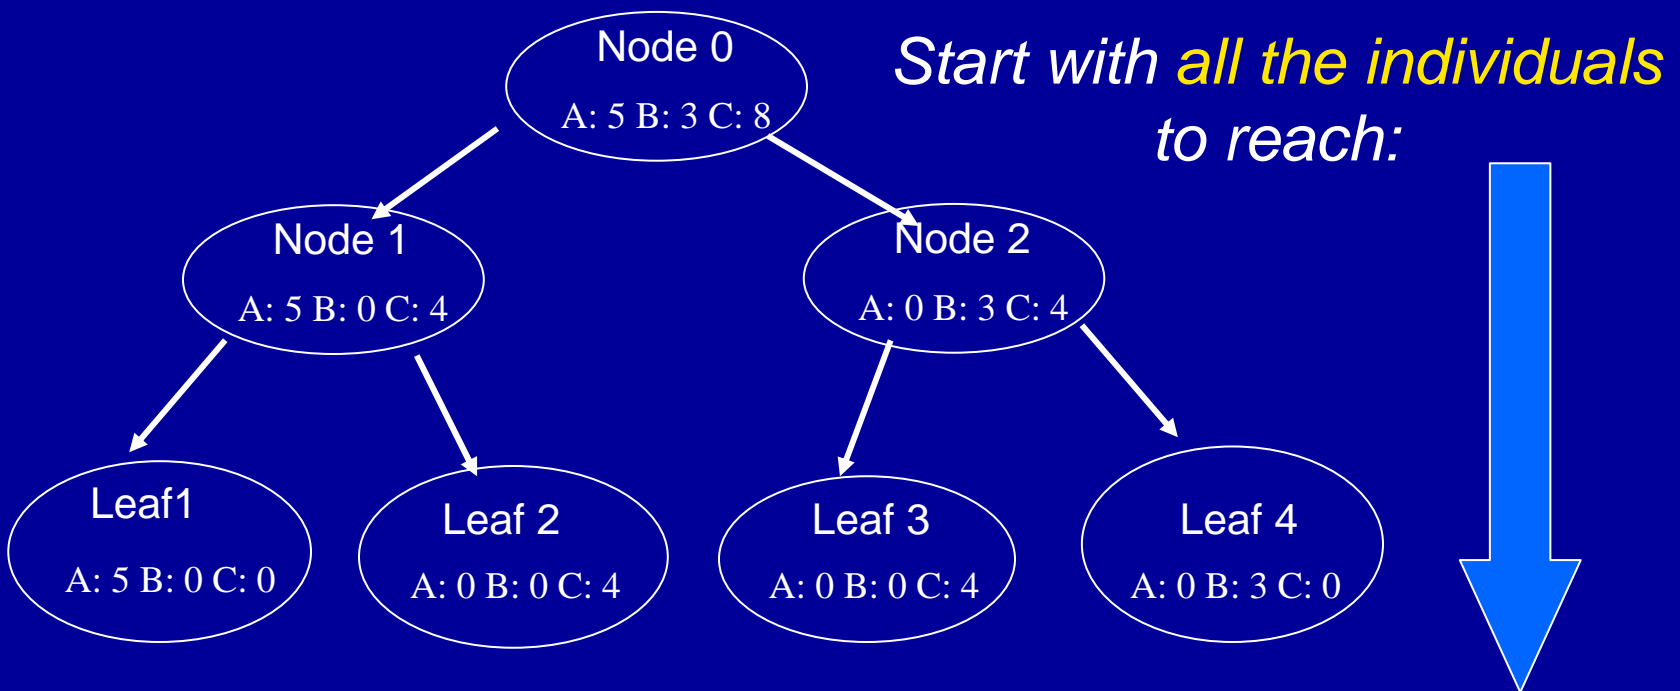 Node 0
A: 5 B: 3 C: 8
Start with all the individuals
to reach:
Node 1
A: 5 B: 0 C: 4
Node 2
A: 0 B: 3 C: 4
Leaf1
A: 5 B: 0 C: 0
Leaf 2
A: 0 B: 0 C: 4
Leaf 3
A: 0 B: 0 C: 4
Leaf 4
A: 0 B: 3 C: 0